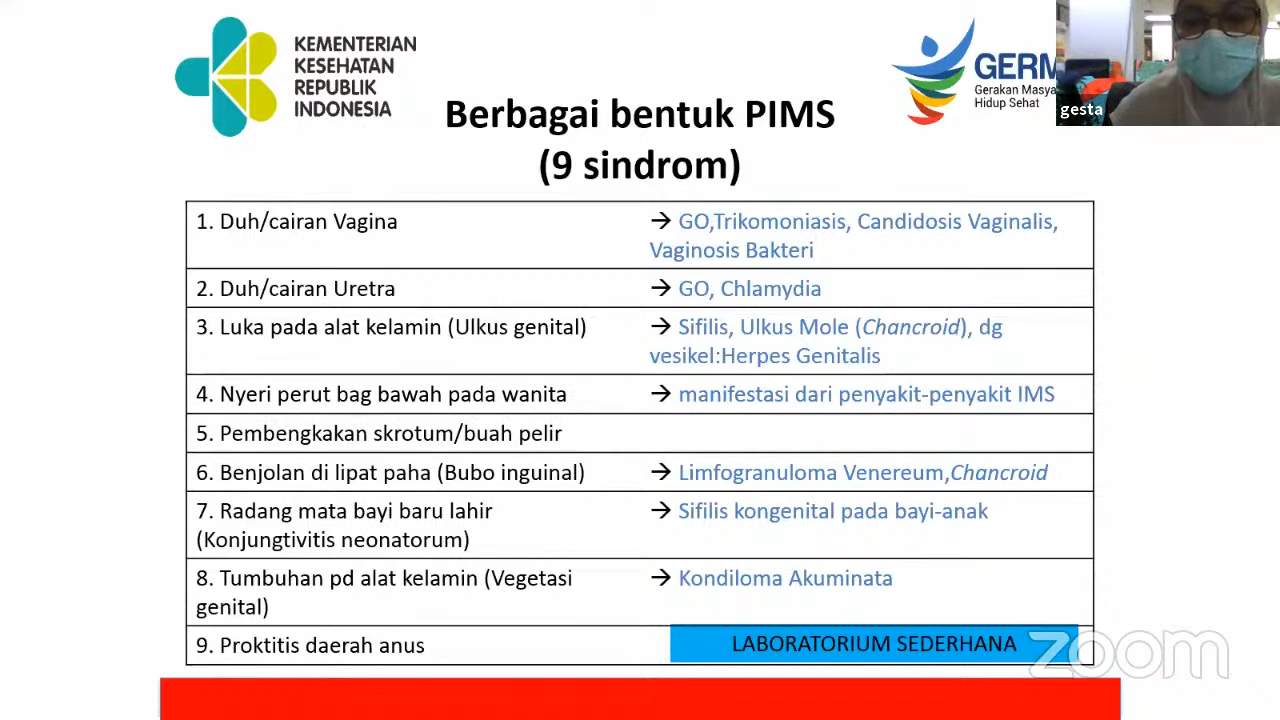 KEMENTERIAN
KESEHATAN
REPUBLIK
INDONESIA
GERM
Gerakan Masya
Hidup Sehat
gesta
Berbagai bentuk PIMS
(9 sindrom)
1. Duh/cairan Vagina
→ GO,Trikomoniasis, Candidosis Vaginalis,
Vaginosis Bakteri
2. Duh/cairan Uretra
→ GO, Chlamydia
3. Luka pada alat kelamin (Ulkus genital)
→ Sifilis, Ulkus Mole (Chancroid), dg
vesikel:Herpes Genitalis
4. Nyeri perut bag bawah pada wanita
→ manifestasi dari penyakit-penyakit IMS
5. Pembengkakan skrotum/buah pelir
6. Benjolan di lipat paha (Bubo inguinal)
→ Limfogranuloma Venereum,Chancroid
7. Radang mata bayi baru lahir
(Konjungtivitis neonatorum)
→ Sifilis kongenital pada bayi-anak
8. Tumbuhan pd alat kelamin (Vegetasi
genital)
→ Kondiloma Akuminata
9. Proktitis daerah anus
LABORATORIUM SEDERHANA
zoom